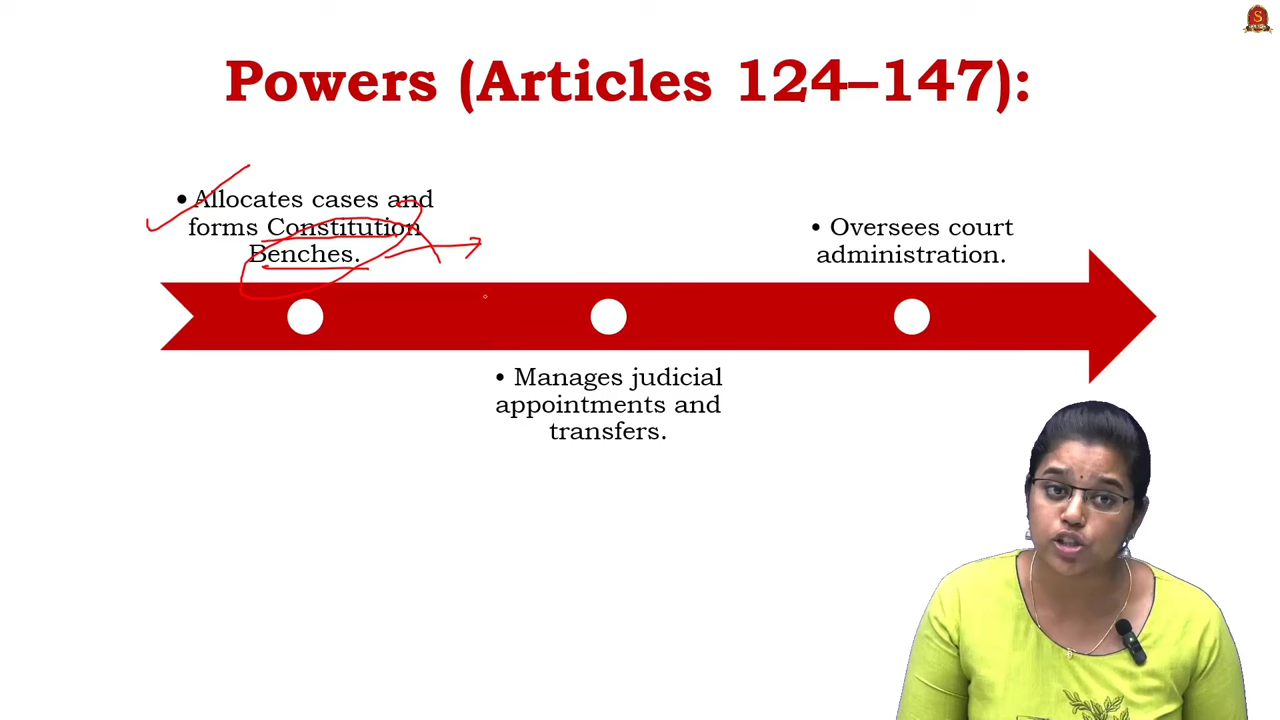 Powers (Articles 124–147):
• Allocates cases and
forms Constitution
Benches.
• Oversees court
administration.
• Manages judicial
appointments and
transfers.
S